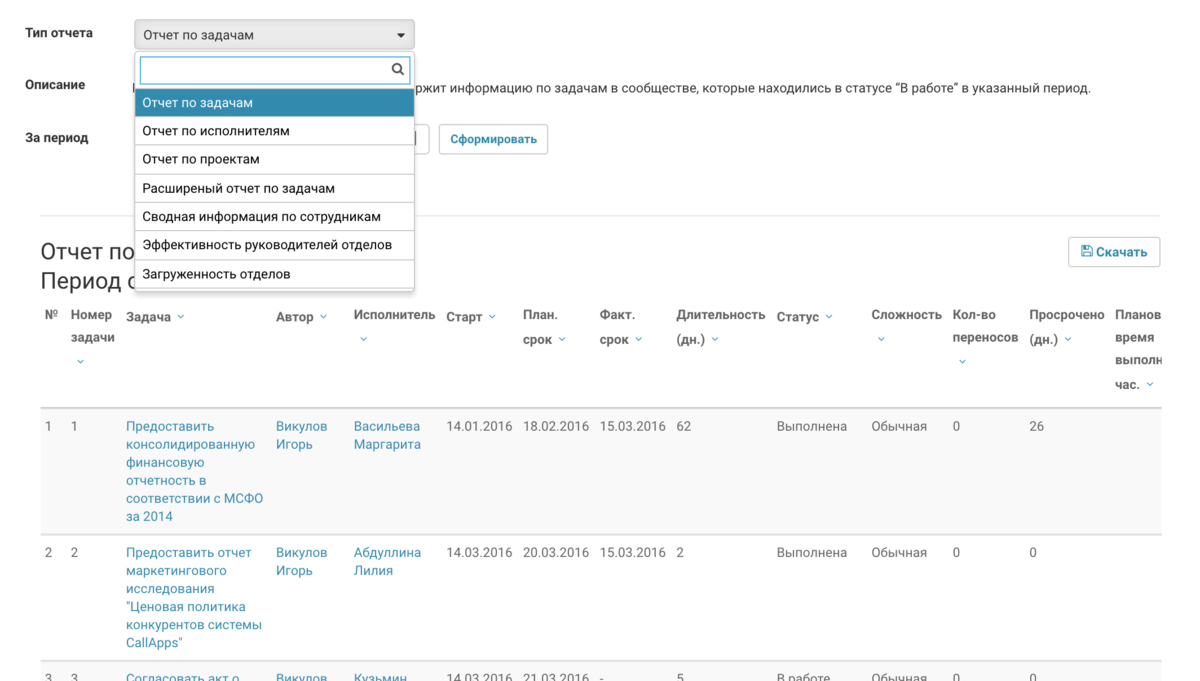 Тип отчета
Отчет по задачам
Описание
ржит информацию по задачам в сообществе, которые находились в статусе “В работе” в указанный период.
Отчет по задачам
Отчет по исполнителям
За период
Сформировать
Отчет по проектам
Расширеный отчет по задачам
Сводная информация по сотрудникам
Эффективность руководителей отделов
Загруженность отделов
Отчет по
Период с
Скачать
№ Номер задачи Задача Автор Исполнитель Старт План. срок Факт. срок Длительность (дн.) Статус Сложность Кол-во переносов Просрочено (дн.) Планов время выполн час.
1 1 Предоставить Викулов Васильева 14.01.2016 18.02.2016 15.03.2016 62 Выполнена Обычная 0 26
консолидированную Игорь Маргарита
финансовую
отчетность в
соответствии с МСФО
за 2014
2 2 Предоставить отчет Викулов Абдуллина 14.03.2016 20.03.2016 15.03.2016 2 Выполнена Обычная 0 0
маркетингового Игорь Лилия
исследования
"Ценовая политика
конкурентов системы
CallApps"
3 3 Согласовать акт о Викулов Кузьмин 14.03.2016 21.03.2016 - 5 В работе Обычная 0 0